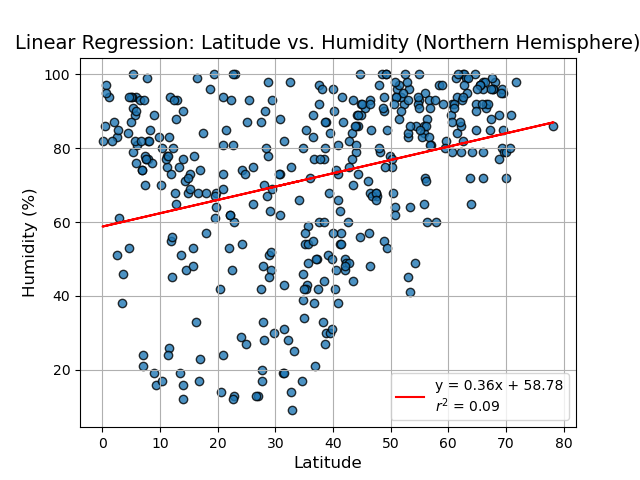 Linear Regression: Latitude vs. Humidity (Northern Hemisphere)
100
80
60
40
20
Humidity (%)
y = 0.36x + 58.78
r² = 0.09
0 10 20 30 40 50 60 70 80
Latitude